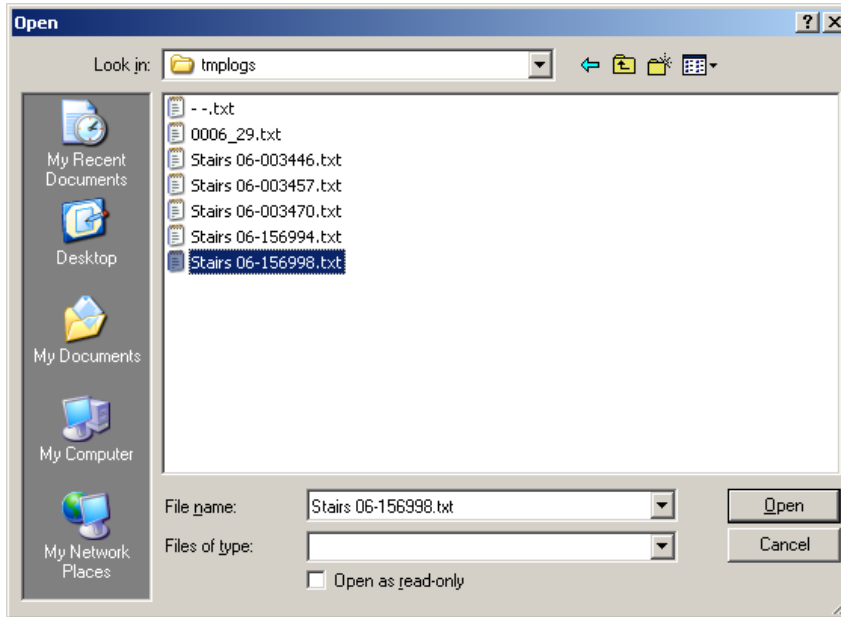 Open
Look in: tmplogs
My Recent
Documents
Desktop
My Documents
My Computer
My Network
Places
- -.txt
0006_29.txt
Stairs 06-003446.txt
Stairs 06-003457.txt
Stairs 06-003470.txt
Stairs 06-156994.txt
Stairs 06-156998.txt
File name: Stairs 06-156998.txt Open
Files of type: Cancel
Open as read-only